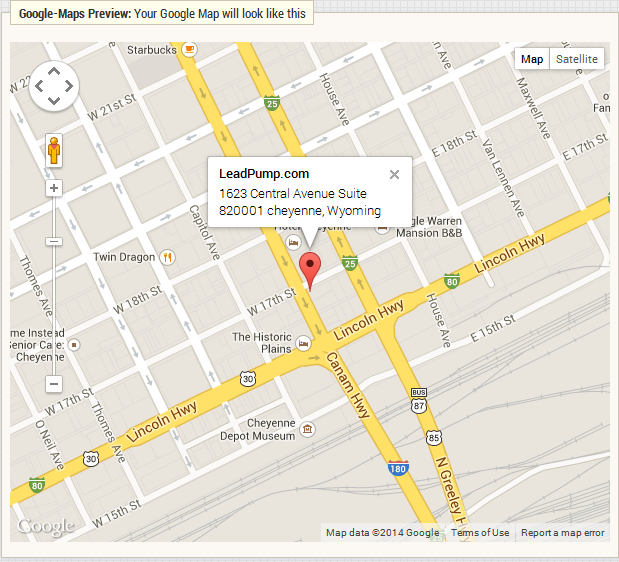 Google-Maps Preview: Your Google Map will look like this
Starbucks
Map
Satellite
W 22
W 21st St
25
House Ave
Ave
Maxwell Ave
Fam
E 18th St
E 17th St
Van Lennen Ave
LeadPump.com
1623 Central Avenue Suite
820001 cheyenne, Wyoming
Capitol Ave
gle Warren
Mansion B&B
Twin Dragon
Thomes Ave
W 18th St
W 17th St
25
Lincoln Hwy
80
House Ave
E 15th St
me Instead
Senior Care:
Cheyenne
The Historic
Plains
Lincoln Hwy
30
Canam Hwy
BUS
87
85
W 17th St
Thomes Ave
Lincoln Hwy
Cheyenne
Depot Museum
O Neil Ave
30
80
180
N Greeley Hwy
W 15th St
Google
Map data ©2014 Google
Terms of Use
Report a map error